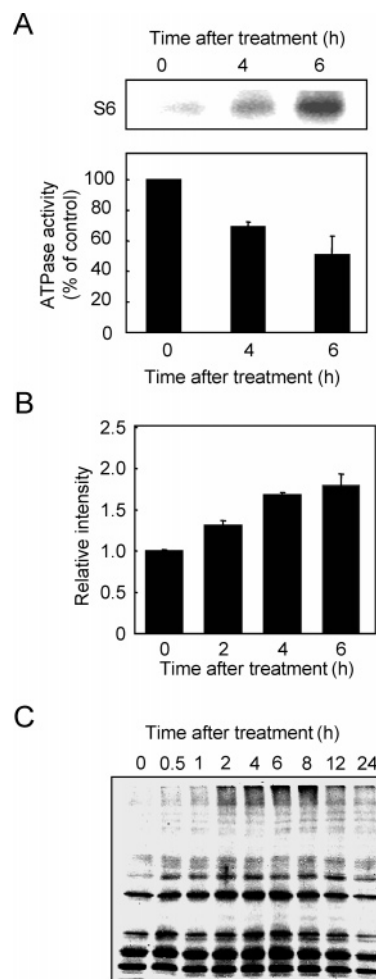 A
Time after treatment (h)
0 4 6
S6
ATPase activity
(% of control)
100
80
60
40
20
0
0 4 6
Time after treatment (h)
B
Relative intensity
2.5
2.0
1.5
1.0
0.5
0
0 2 4 6
Time after treatment (h)
C
Time after treatment (h)
0 0.5 1 2 4 6 8 12 24